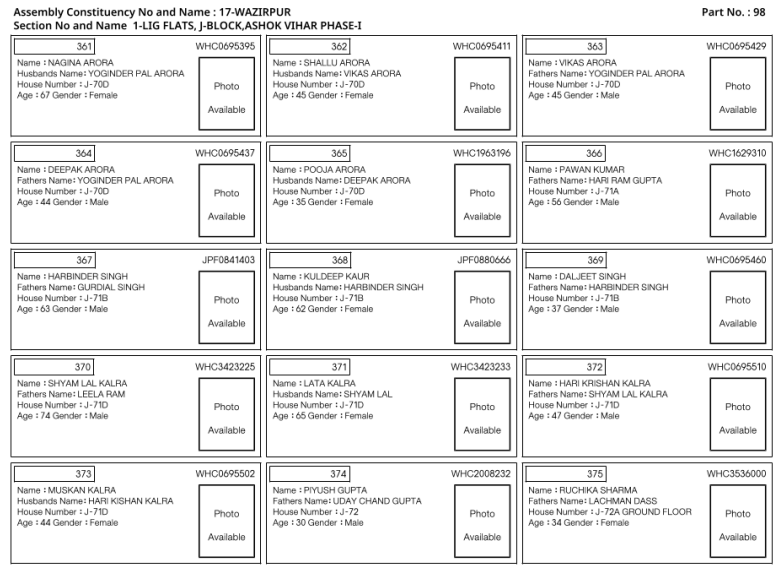 Assembly Constituency No and Name : 17-WAZIRPUR
Part No. : 98
Section No and Name 1-LIG FLATS, J-BLOCK,ASHOK VIHAR PHASE-I
361 WHC0695395
Name : NAGINA ARORA
Husbands Name: YOGINDER PAL ARORA
House Number : J-70D
Age : 67 Gender : Female
Photo
Available
362 WHC0695411
Name : SHALLU ARORA
Husbands Name: VIKAS ARORA
House Number : J-70D
Age : 45 Gender : Female
Photo
Available
363 WHC0695429
Name : VIKAS ARORA
Fathers Name: YOGINDER PAL ARORA
House Number : J-70D
Age : 45 Gender : Male
Photo
Available
364 WHC0695437
Name : DEEPAK ARORA
Fathers Name: YOGINDER PAL ARORA
House Number : J-70D
Age : 44 Gender : Male
Photo
Available
365 WHC1963196
Name : POOJA ARORA
Husbands Name: DEEPAK ARORA
House Number : J-70D
Age : 35 Gender : Female
Photo
Available
366 WHC1629310
Name : PAWAN KUMAR
Fathers Name: HARI RAM GUPTA
House Number : J-71A
Age : 56 Gender : Male
Photo
Available
367 JPF0841403
Name : HARBINDER SINGH
Fathers Name: GURDIAL SINGH
House Number : J-71B
Age : 63 Gender : Male
Photo
Available
368 JPF0880666
Name : KULDEEP KAUR
Husbands Name: HARBINDER SINGH
House Number : J-71B
Age : 62 Gender : Female
Photo
Available
369 WHC0695460
Name : DALJEET SINGH
Fathers Name: HARBINDER SINGH
House Number : J-71B
Age : 37 Gender : Male
Photo
Available
370 WHC3423225
Name : SHYAM LAL KALRA
Fathers Name: LEELA RAM
House Number : J-71D
Age : 74 Gender : Male
Photo
Available
371 WHC3423233
Name : LATA KALRA
Husbands Name: SHYAM LAL
House Number : J-71D
Age : 65 Gender : Female
Photo
Available
372 WHC0695510
Name : HARI KRISHAN KALRA
Fathers Name: SHYAM LAL KALRA
House Number : J-71D
Age : 47 Gender : Male
Photo
Available
373 WHC0695502
Name : MUSKAN KALRA
Husbands Name: HARI KISHAN KALRA
House Number : J-71D
Age : 44 Gender : Female
Photo
Available
374 WHC2008232
Name : PIYUSH GUPTA
Fathers Name: UDAY CHAND GUPTA
House Number : J-72
Age : 30 Gender : Male
Photo
Available
375 WHC3536000
Name : RUCHIKA SHARMA
Fathers Name: LACHMAN DASS
House Number : J-72A GROUND FLOOR
Age : 34 Gender : Female
Photo
Available